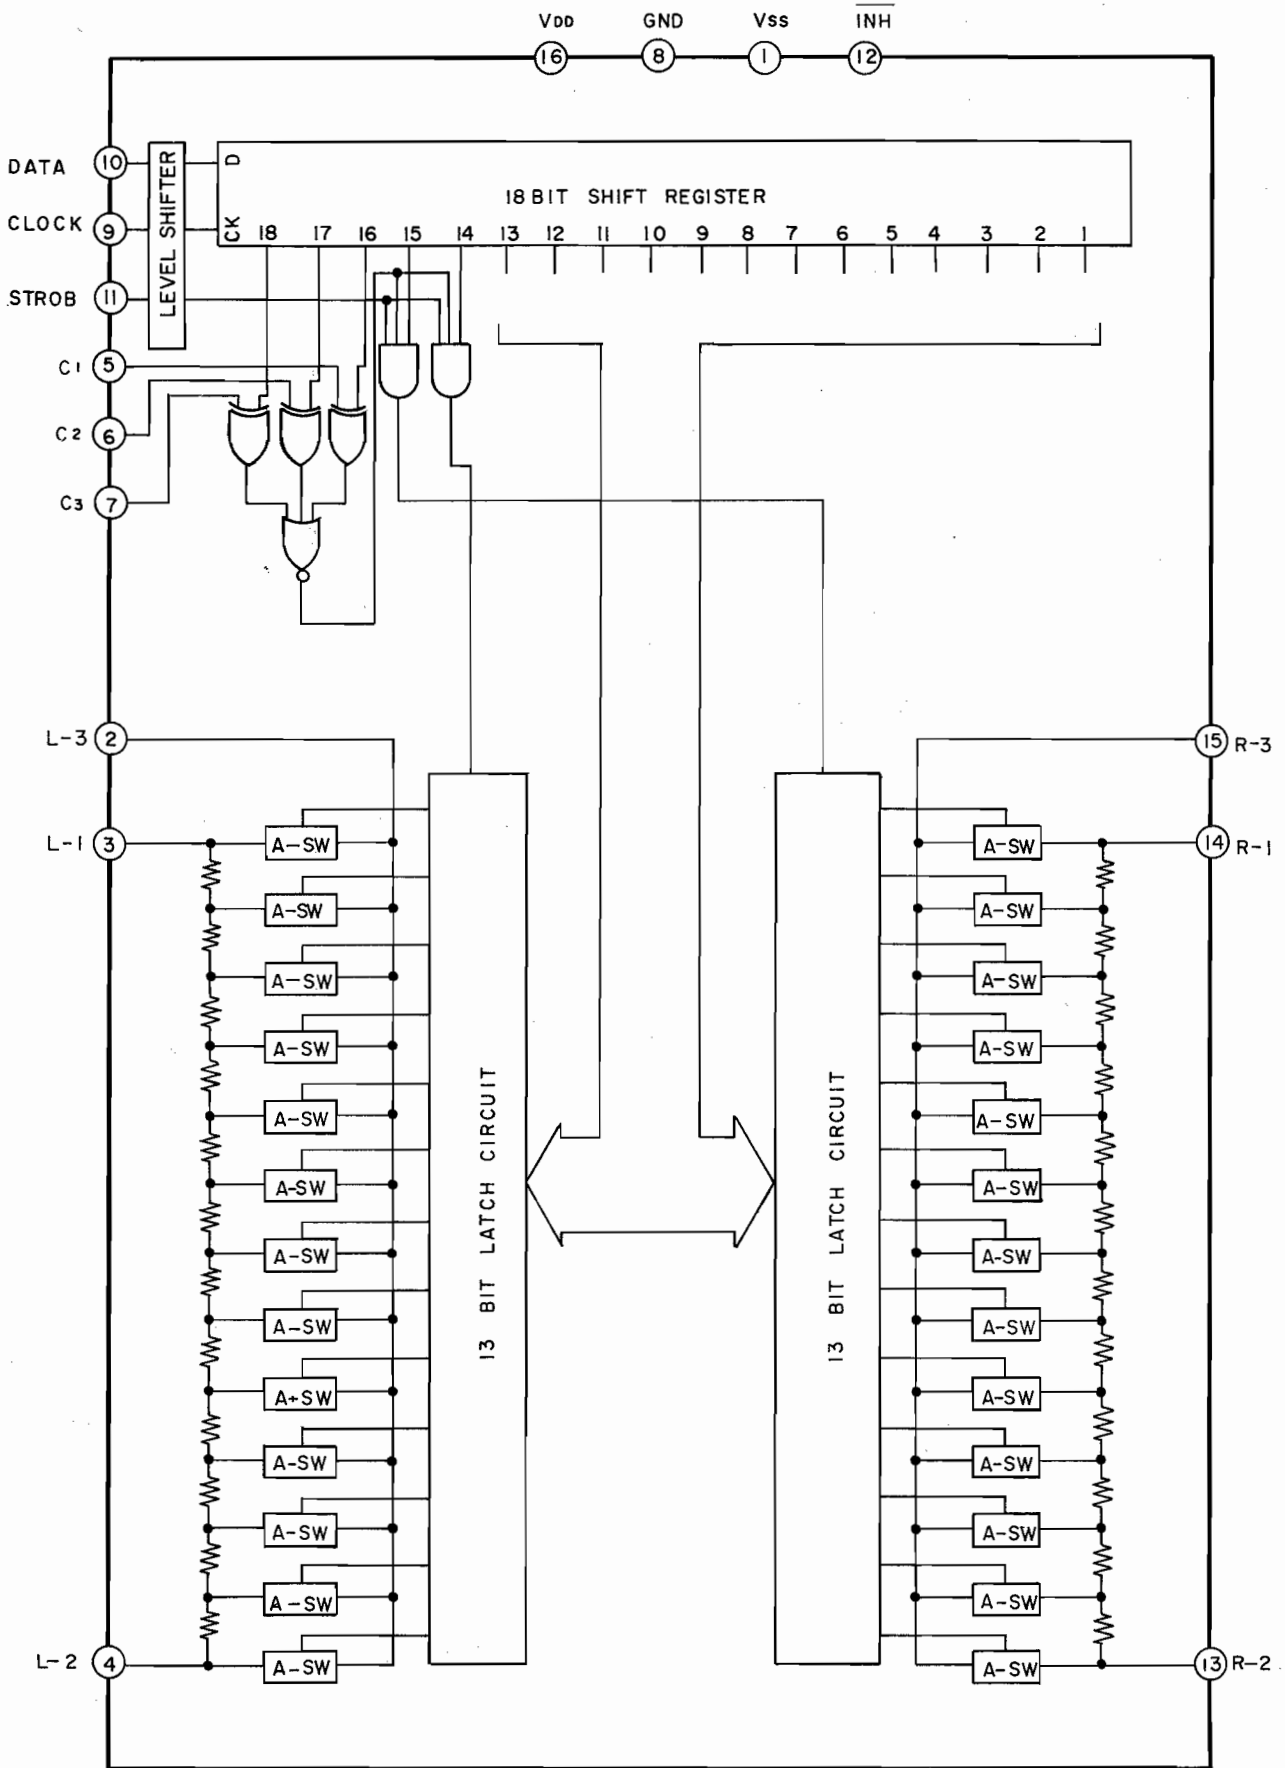 VDD GND VSS INH
16 8 1 12
DATA 10
D
18 BIT SHIFT REGISTER
CLOCK 9
CK
18 17 16 15 14 13 12 11 10 9 8 7 6 5 4 3 2 1
LEVEL SHIFTER
STROB 11
C1 5
C2 6
C3 7
L-3 2
15 R-3
L-1 3
A-SW
A-SW
14 R-1
A-SW
A-SW
A-SW
A-SW
A-SW
A-SW
A-SW
A-SW
A-SW
A-SW
A-SW
A-SW
A-SW
A-SW
A+SW
A-SW
A-SW
A-SW
A-SW
A-SW
A-SW
A-SW
13 BIT LATCH CIRCUIT
13 BIT LATCH CIRCUIT
L-2 4
A-SW
A-SW
13 R-2